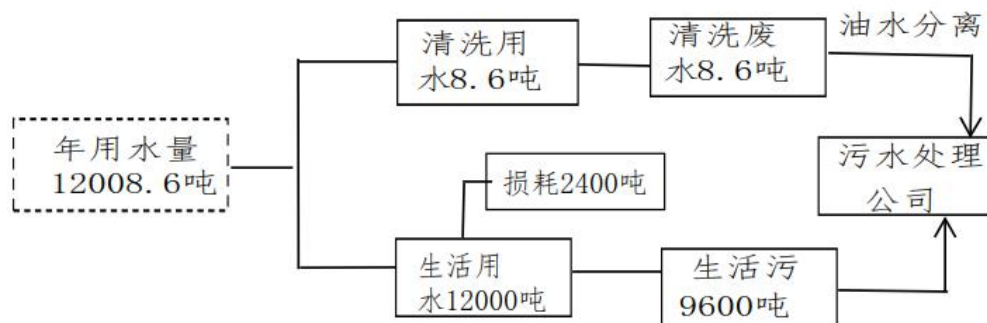 清洗用
水8.6吨
清洗废
水8.6吨
油水分离
年用水量
12008.6吨
损耗2400吨
污水处理
公司
生活用
水12000吨
生活污
9600吨